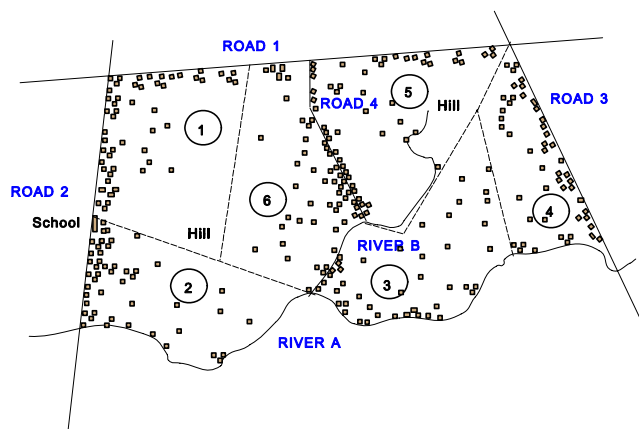 ROAD 1
5
ROAD 4
Hill
ROAD 3
1
ROAD 2
6
School
4
Hill
RIVER B
2
3
RIVER A